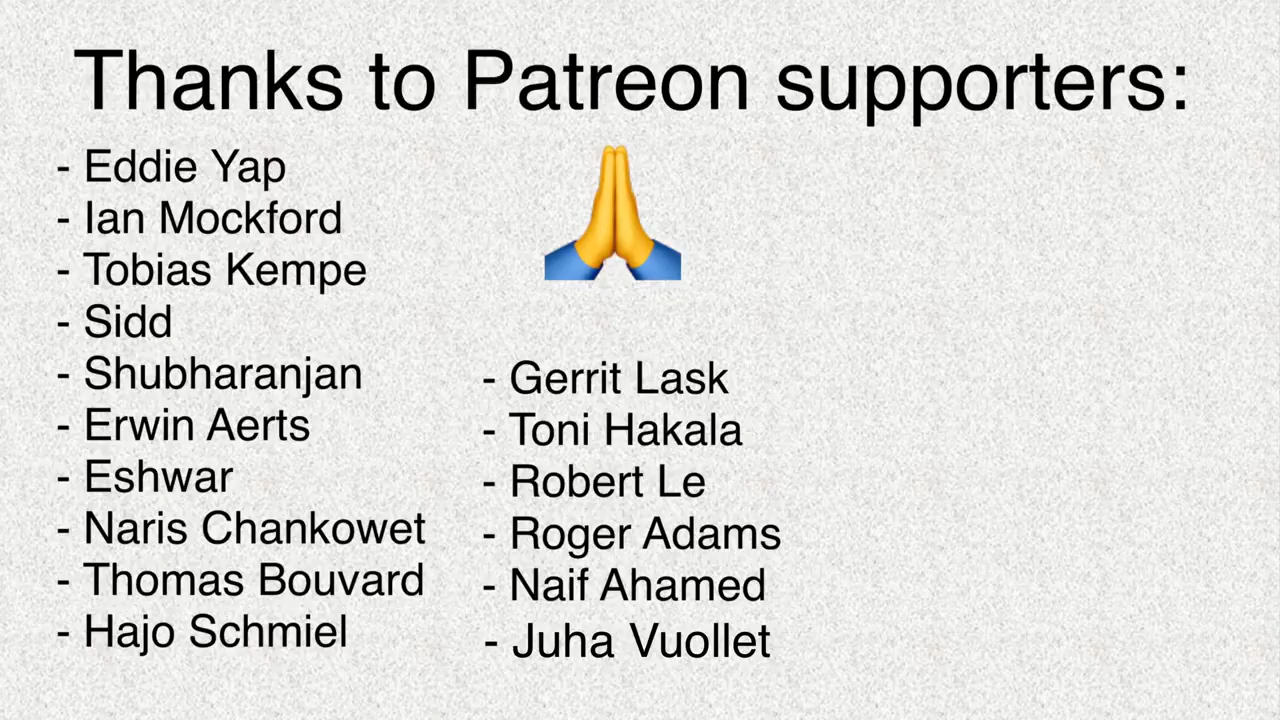 Thanks to Patreon supporters:
- Eddie Yap
- Ian Mockford
- Tobias Kempe
- Sidd
- Shubharanjan
- Erwin Aerts
- Eshwar
- Naris Chankowet
- Thomas Bouvard
- Hajo Schmiel
- Gerrit Lask
- Toni Hakala
- Robert Le
- Roger Adams
- Naif Ahamed
- Juha Vuollet